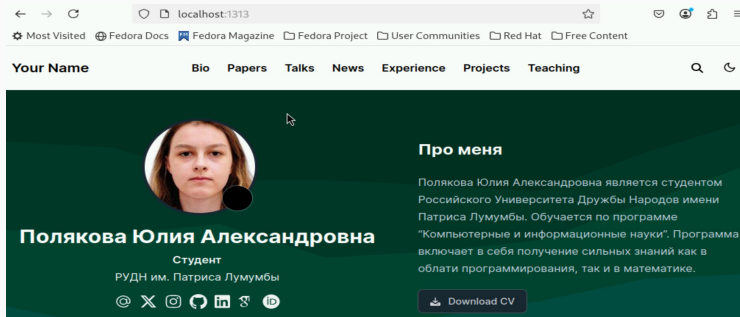 localhost:1313
Most Visited Fedora Docs Fedora Magazine Fedora Project User Communities Red Hat Free Content
Your Name Bio Papers Talks News Experience Projects Teaching
Полякова Юлия Александровна
Студент
РУДН им. Патриса Лумумбы
Про меня
Полякова Юлия Александровна является студентом
Российского Университета Дружбы Народов имени
Патриса Лумумбы. Обучается по программе
"Компьютерные и информационные науки". Программа
включает в себя получение сильных знаний как в
облати программирования, так и в математике.
Download CV